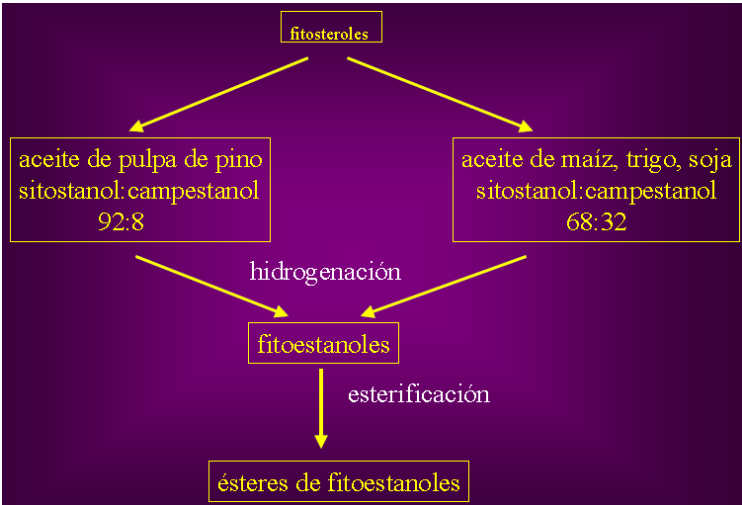 fitosteroles
aceite de pulpa de pino
sitostanol:campestanol
92:8
aceite de maíz, trigo, soja
sitostanol:campestanol
68:32
hidrogenación
fitoestanoles
esterificación
ésteres de fitoestanoles